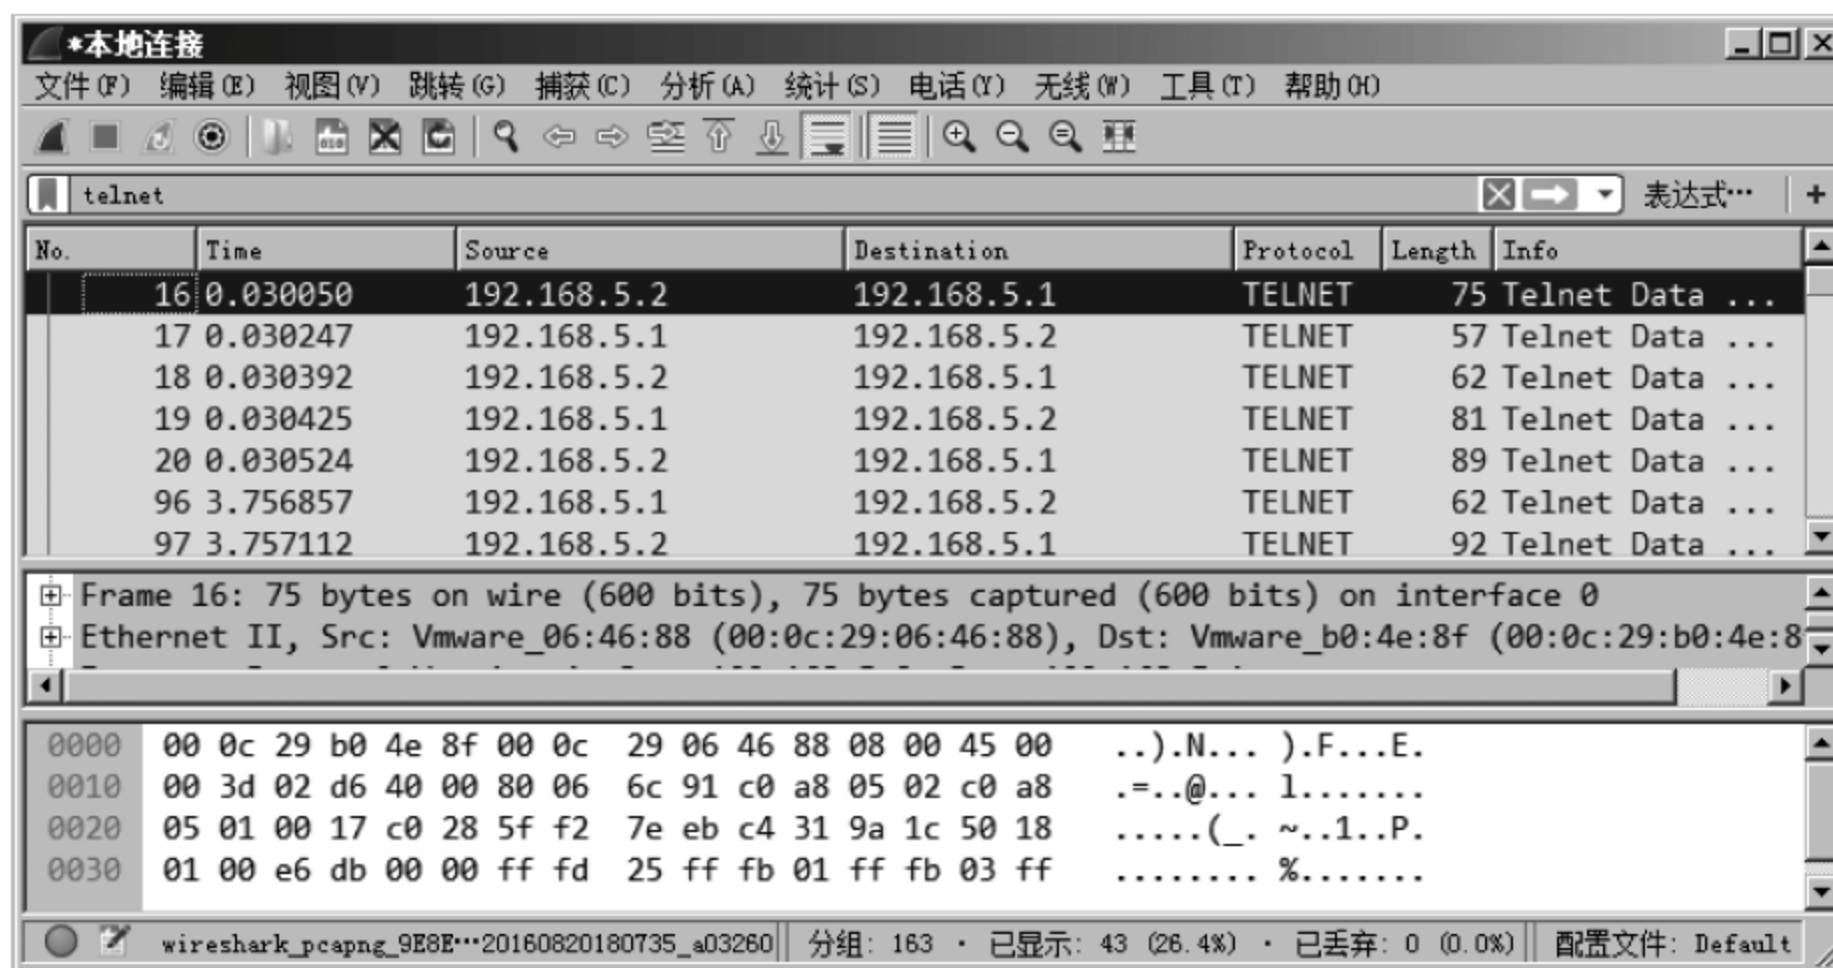 *本地连接
文件(F) 编辑(E) 视图(V) 跳转(G) 捕获(C) 分析(A) 统计(S) 电话(Y) 无线(W) 工具(T) 帮助(H)
telnet 表达式… +
No. Time Source Destination Protocol Length Info
16 0.030050 192.168.5.2 192.168.5.1 TELNET 75 Telnet Data ...
17 0.030247 192.168.5.1 192.168.5.2 TELNET 57 Telnet Data ...
18 0.030392 192.168.5.2 192.168.5.1 TELNET 62 Telnet Data ...
19 0.030425 192.168.5.1 192.168.5.2 TELNET 81 Telnet Data ...
20 0.030524 192.168.5.2 192.168.5.1 TELNET 89 Telnet Data ...
96 3.756857 192.168.5.1 192.168.5.2 TELNET 62 Telnet Data ...
97 3.757112 192.168.5.2 192.168.5.1 TELNET 92 Telnet Data ...
Frame 16: 75 bytes on wire (600 bits), 75 bytes captured (600 bits) on interface 0
Ethernet II, Src: Vmware_06:46:88 (00:0c:29:06:46:88), Dst: Vmware_b0:4e:8f (00:0c:29:b0:4e:8
0000 00 0c 29 b0 4e 8f 00 0c 29 06 46 88 08 00 45 00 ..).N... ).F...E.
0010 00 3d 02 d6 40 00 80 06 6c 91 c0 a8 05 02 c0 a8 .=..@... l.......
0020 05 01 00 17 c0 28 5f f2 7e eb c4 31 9a 1c 50 18 .....(_. ~..1..P.
0030 01 00 e6 db 00 00 ff fd 25 ff fb 01 ff fb 03 ff ........ %.......
wireshark_pcapng_9E8E…20160820180735_a03260 分组: 163 · 已显示: 43 (26.4%) · 已丢弃: 0 (0.0%) 配置文件: Default